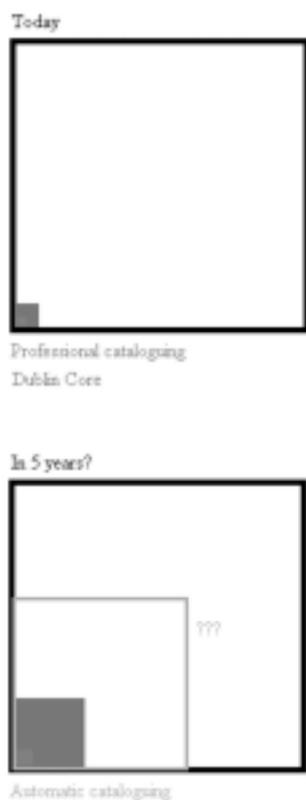 Today
Professional cataloguing
Dublin Core
In 5 years?
???
Automatic cataloguing